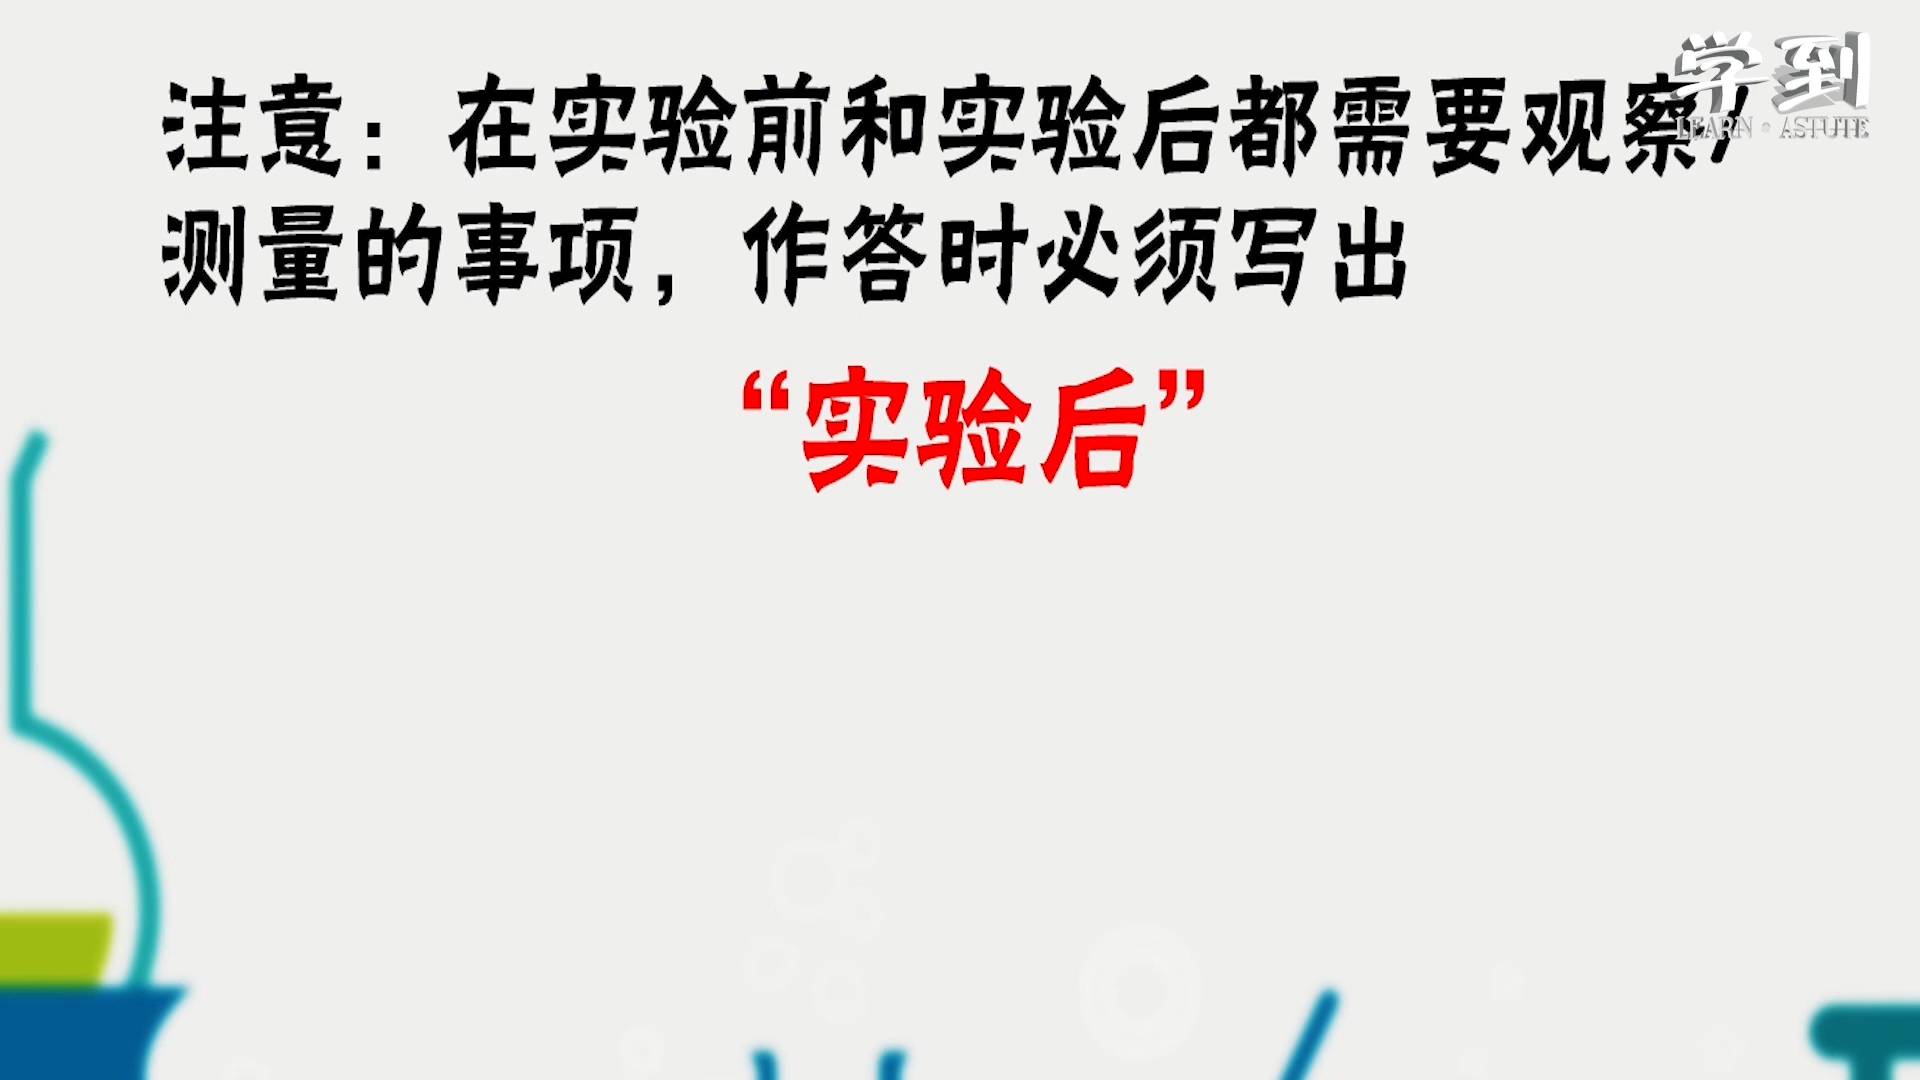 学到
LEARN·ASTUTE
注意：在实验前和实验后都需要观察/
测量的事项，作答时必须写出
“实验后”